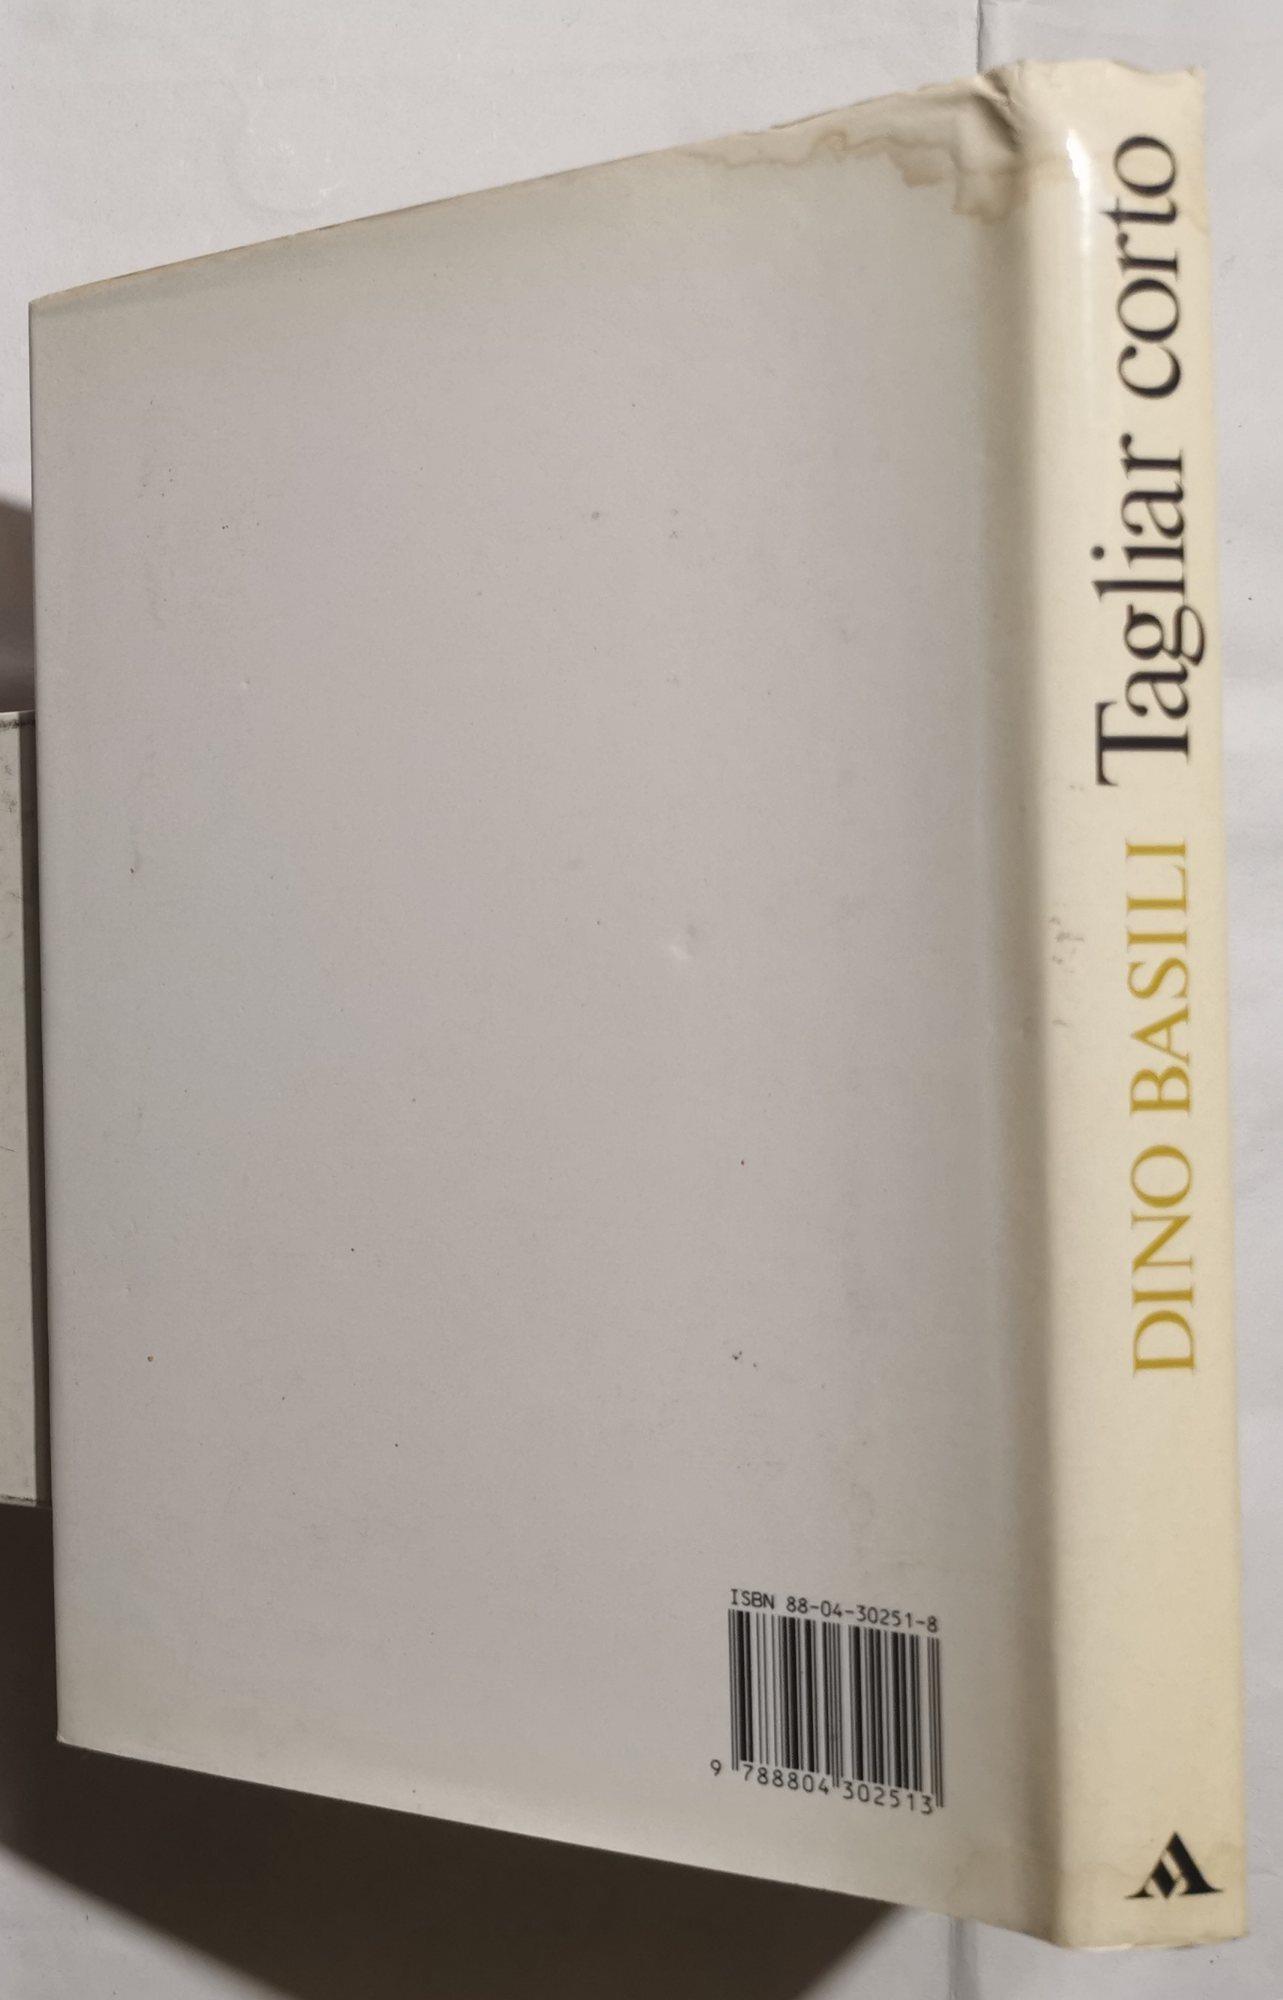 DINO BASILI Tagliar corto
ISBN 88-04-30251-8
9 788804 302513